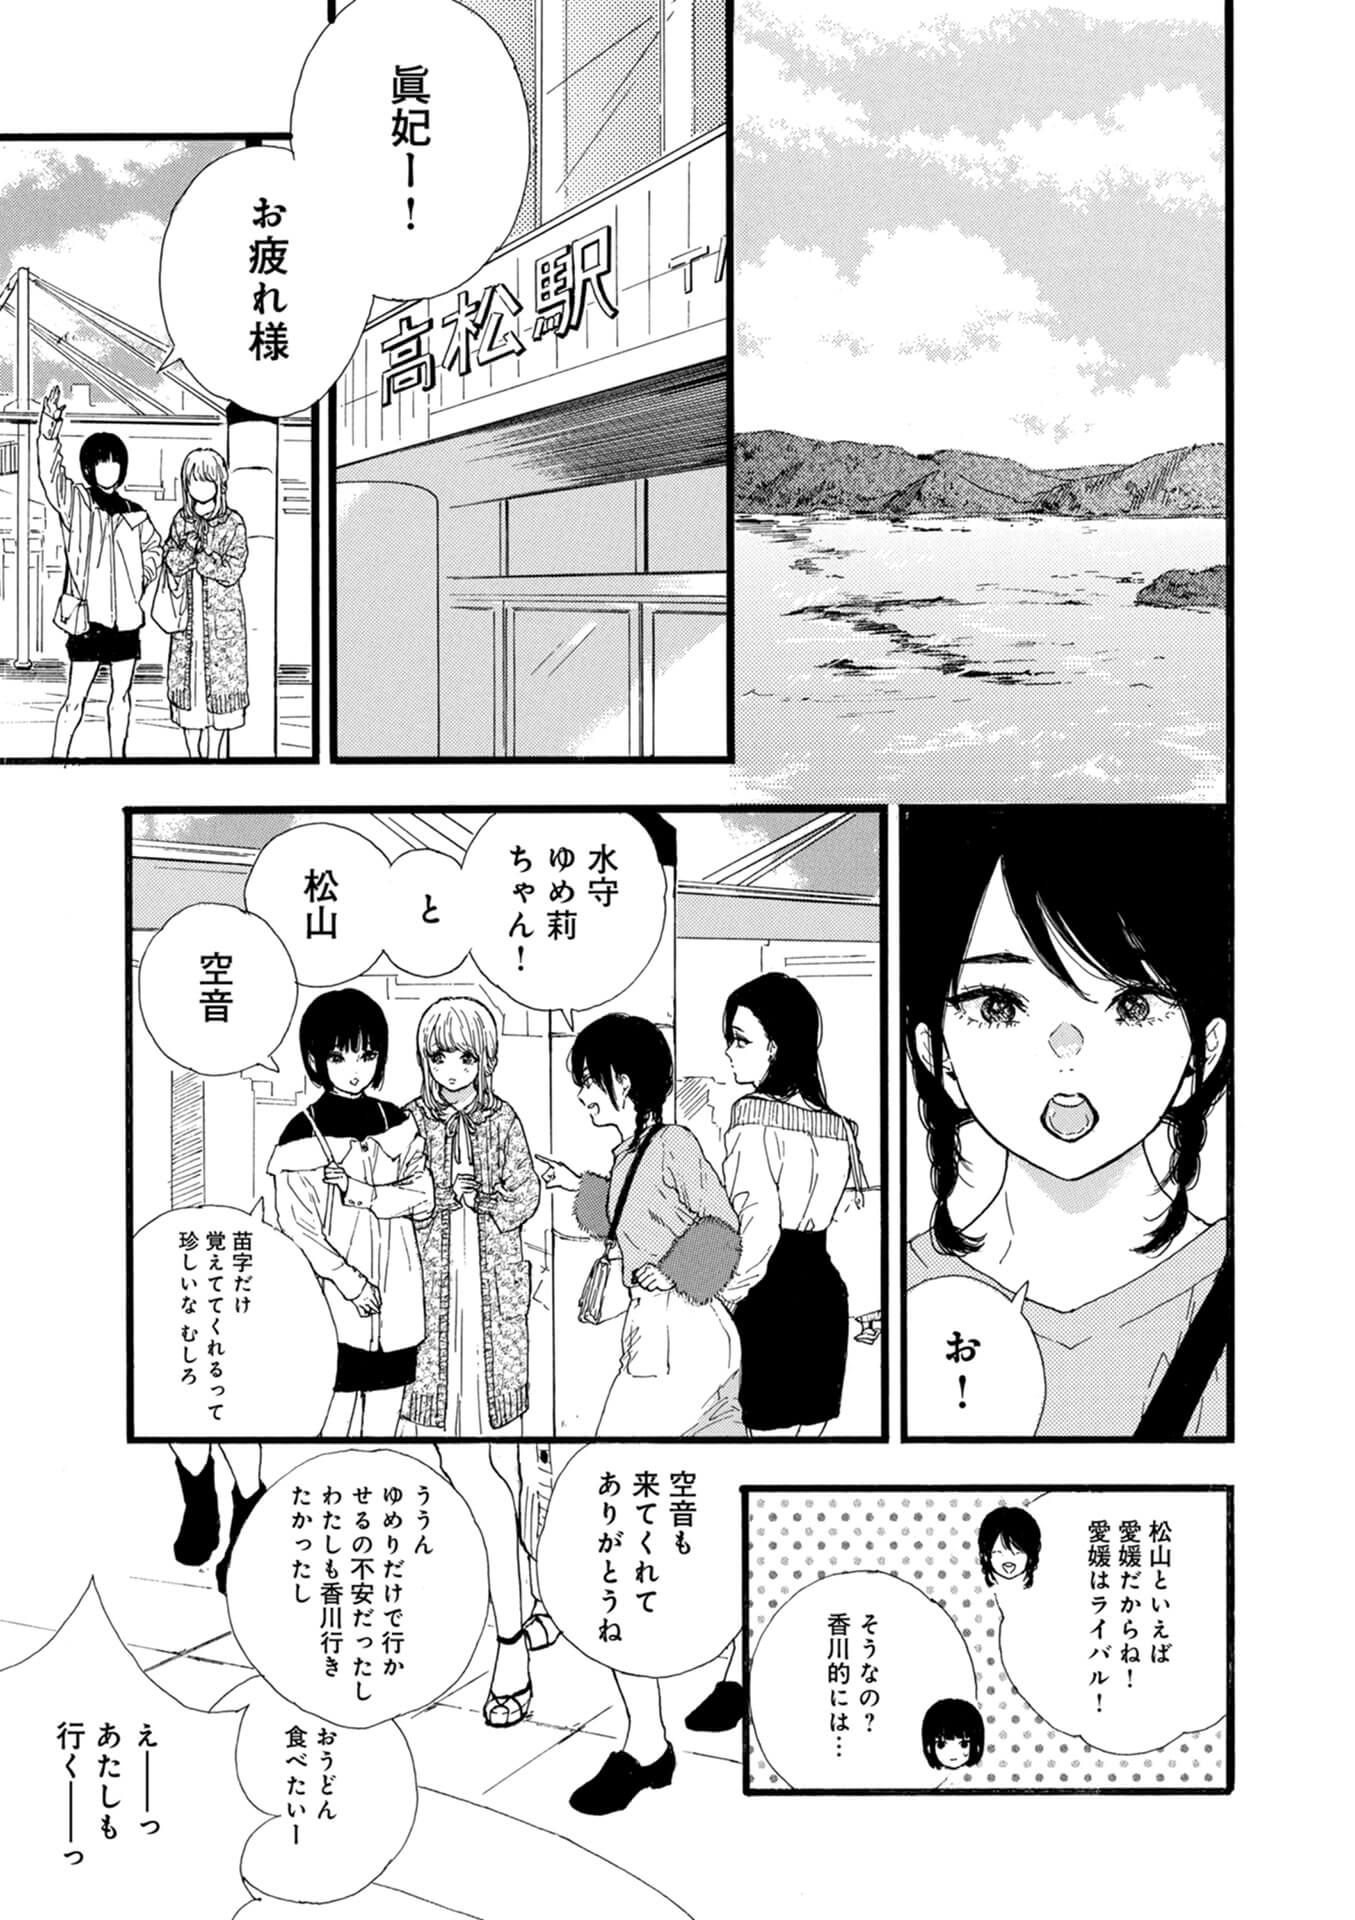 高松駅
眞妃ー!
お疲れ様
お!
水守
ゆめ莉
ちゃん!
と
松山
空音
苗字だけ
覚えててくれるって
珍しいな むしろ
松山といえば
愛媛だからね!
愛媛はライバル!
そうなの?
香川的には…
空音も
来てくれて
ありがとうね
ううん
ゆめりだけで行か
せるの不安だったし
わたしも香川行き
たかったし
おうどん
食べたいー
え──っ
あたしも
行く──っ